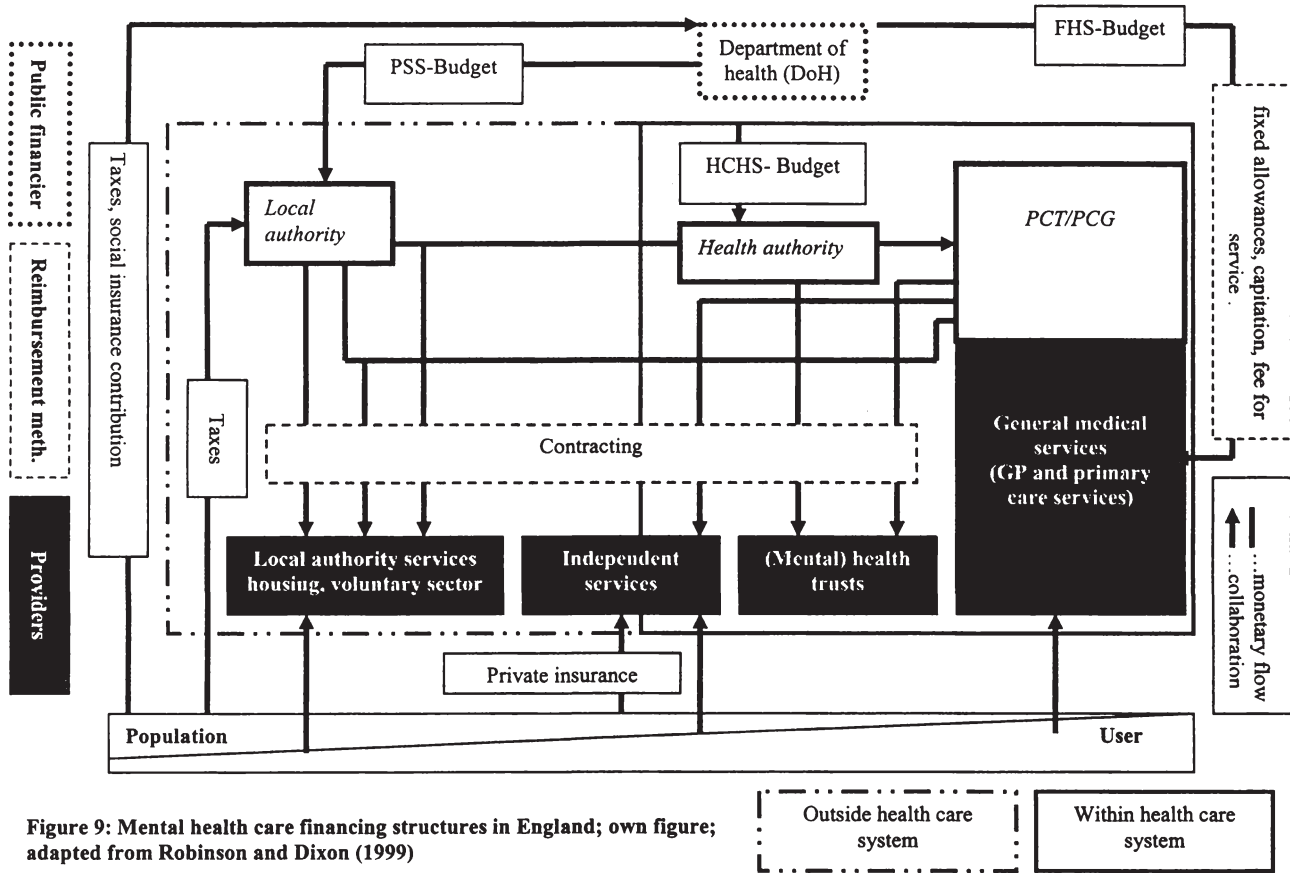 Public financier
Reimbursement meth.
Providers
Taxes, social insurance contribution
Taxes
PSS-Budget
Department of
health (DoH)
FHS-Budget
fixed allowances, capitation, fee for
service .
Local
authority
HCHS- Budget
Health authority
PCT/PCG
Contracting
General medical
services
(GP and primary
care services)
Local authority services
housing, voluntary sector
Independent
services
(Mental) health
trusts
Private insurance
...monetary flow
...collaboration
Population
User
Figure 9: Mental health care financing structures in England; own figure;
adapted from Robinson and Dixon (1999)
Outside health care
system
Within health care
system